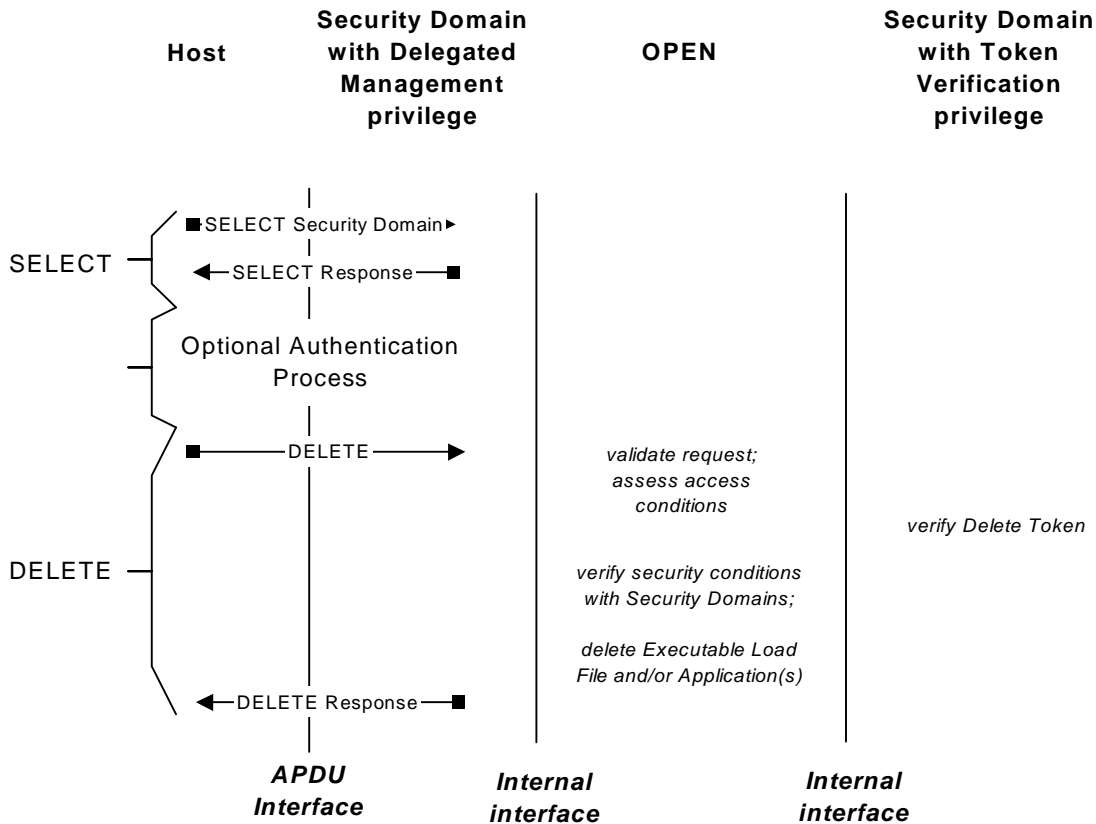 Host
Security Domain
with Delegated
Management
privilege
OPEN
Security Domain
with Token
Verification
privilege
SELECT
SELECT Security Domain
SELECT Response
Optional Authentication
Process
DELETE
DELETE
validate request;
assess access
conditions
verify Delete Token
verify security conditions
with Security Domains;
delete Executable Load
File and/or Application(s)
DELETE Response
APDU
Interface
Internal
interface
Internal
interface